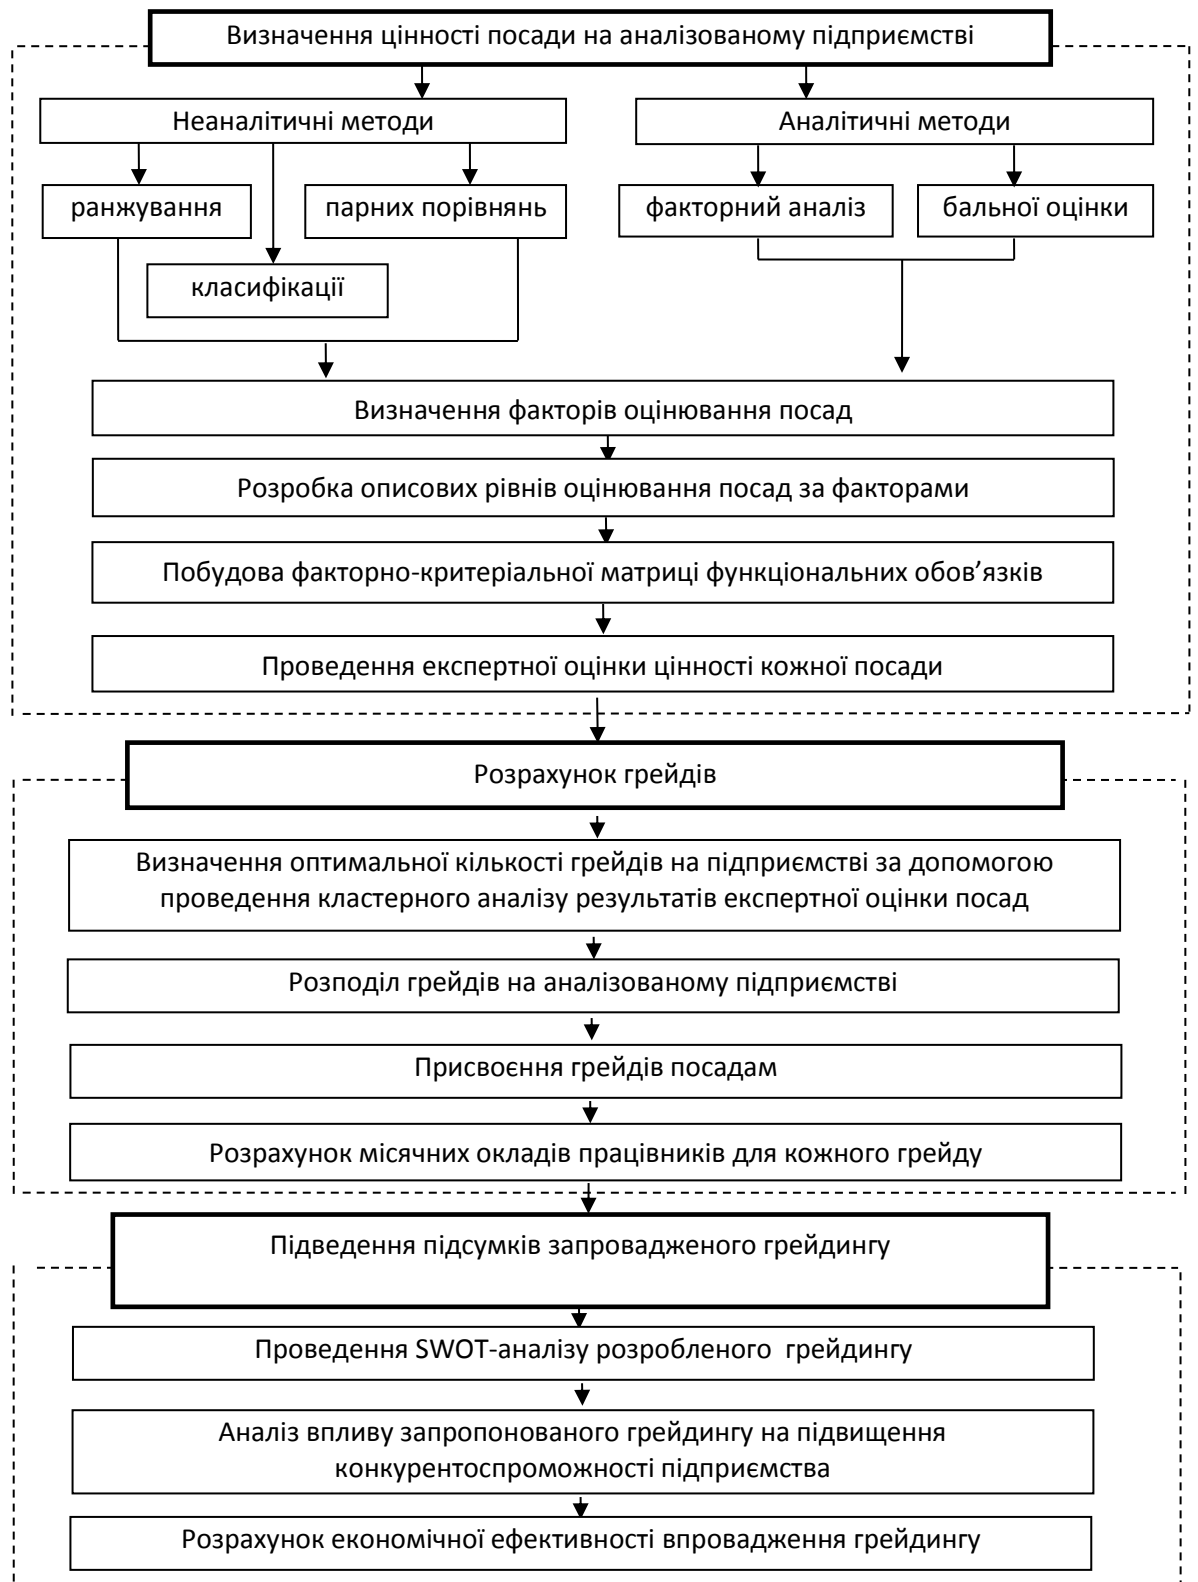 Визначення цінності посади на аналізованому підприємстві
Неаналітичні методи
Аналітичні методи
ранжування
парних порівнянь
факторний аналіз
бальної оцінки
класифікації
Визначення факторів оцінювання посад
Розробка описових рівнів оцінювання посад за факторами
Побудова факторно-критеріальної матриці функціональних обов’язків
Проведення експертної оцінки цінності кожної посади
Розрахунок грейдів
Визначення оптимальної кількості грейдів на підприємстві за допомогою
проведення кластерного аналізу результатів експертної оцінки посад
Розподіл грейдів на аналізованому підприємстві
Присвоєння грейдів посадам
Розрахунок місячних окладів працівників для кожного грейду
Підведення підсумків запровадженого грейдингу
Проведення SWOT-аналізу розробленого грейдингу
Аналіз впливу запропонованого грейдингу на підвищення
конкурентоспроможності підприємства
Розрахунок економічної ефективності впровадження грейдингу